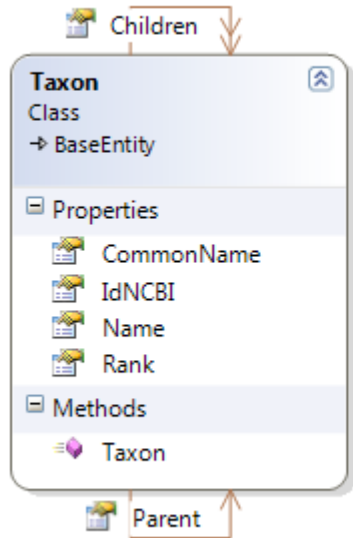 Children
Taxon
Class
BaseEntity
Properties
CommonName
IdNCBI
Name
Rank
Methods
Taxon
Parent